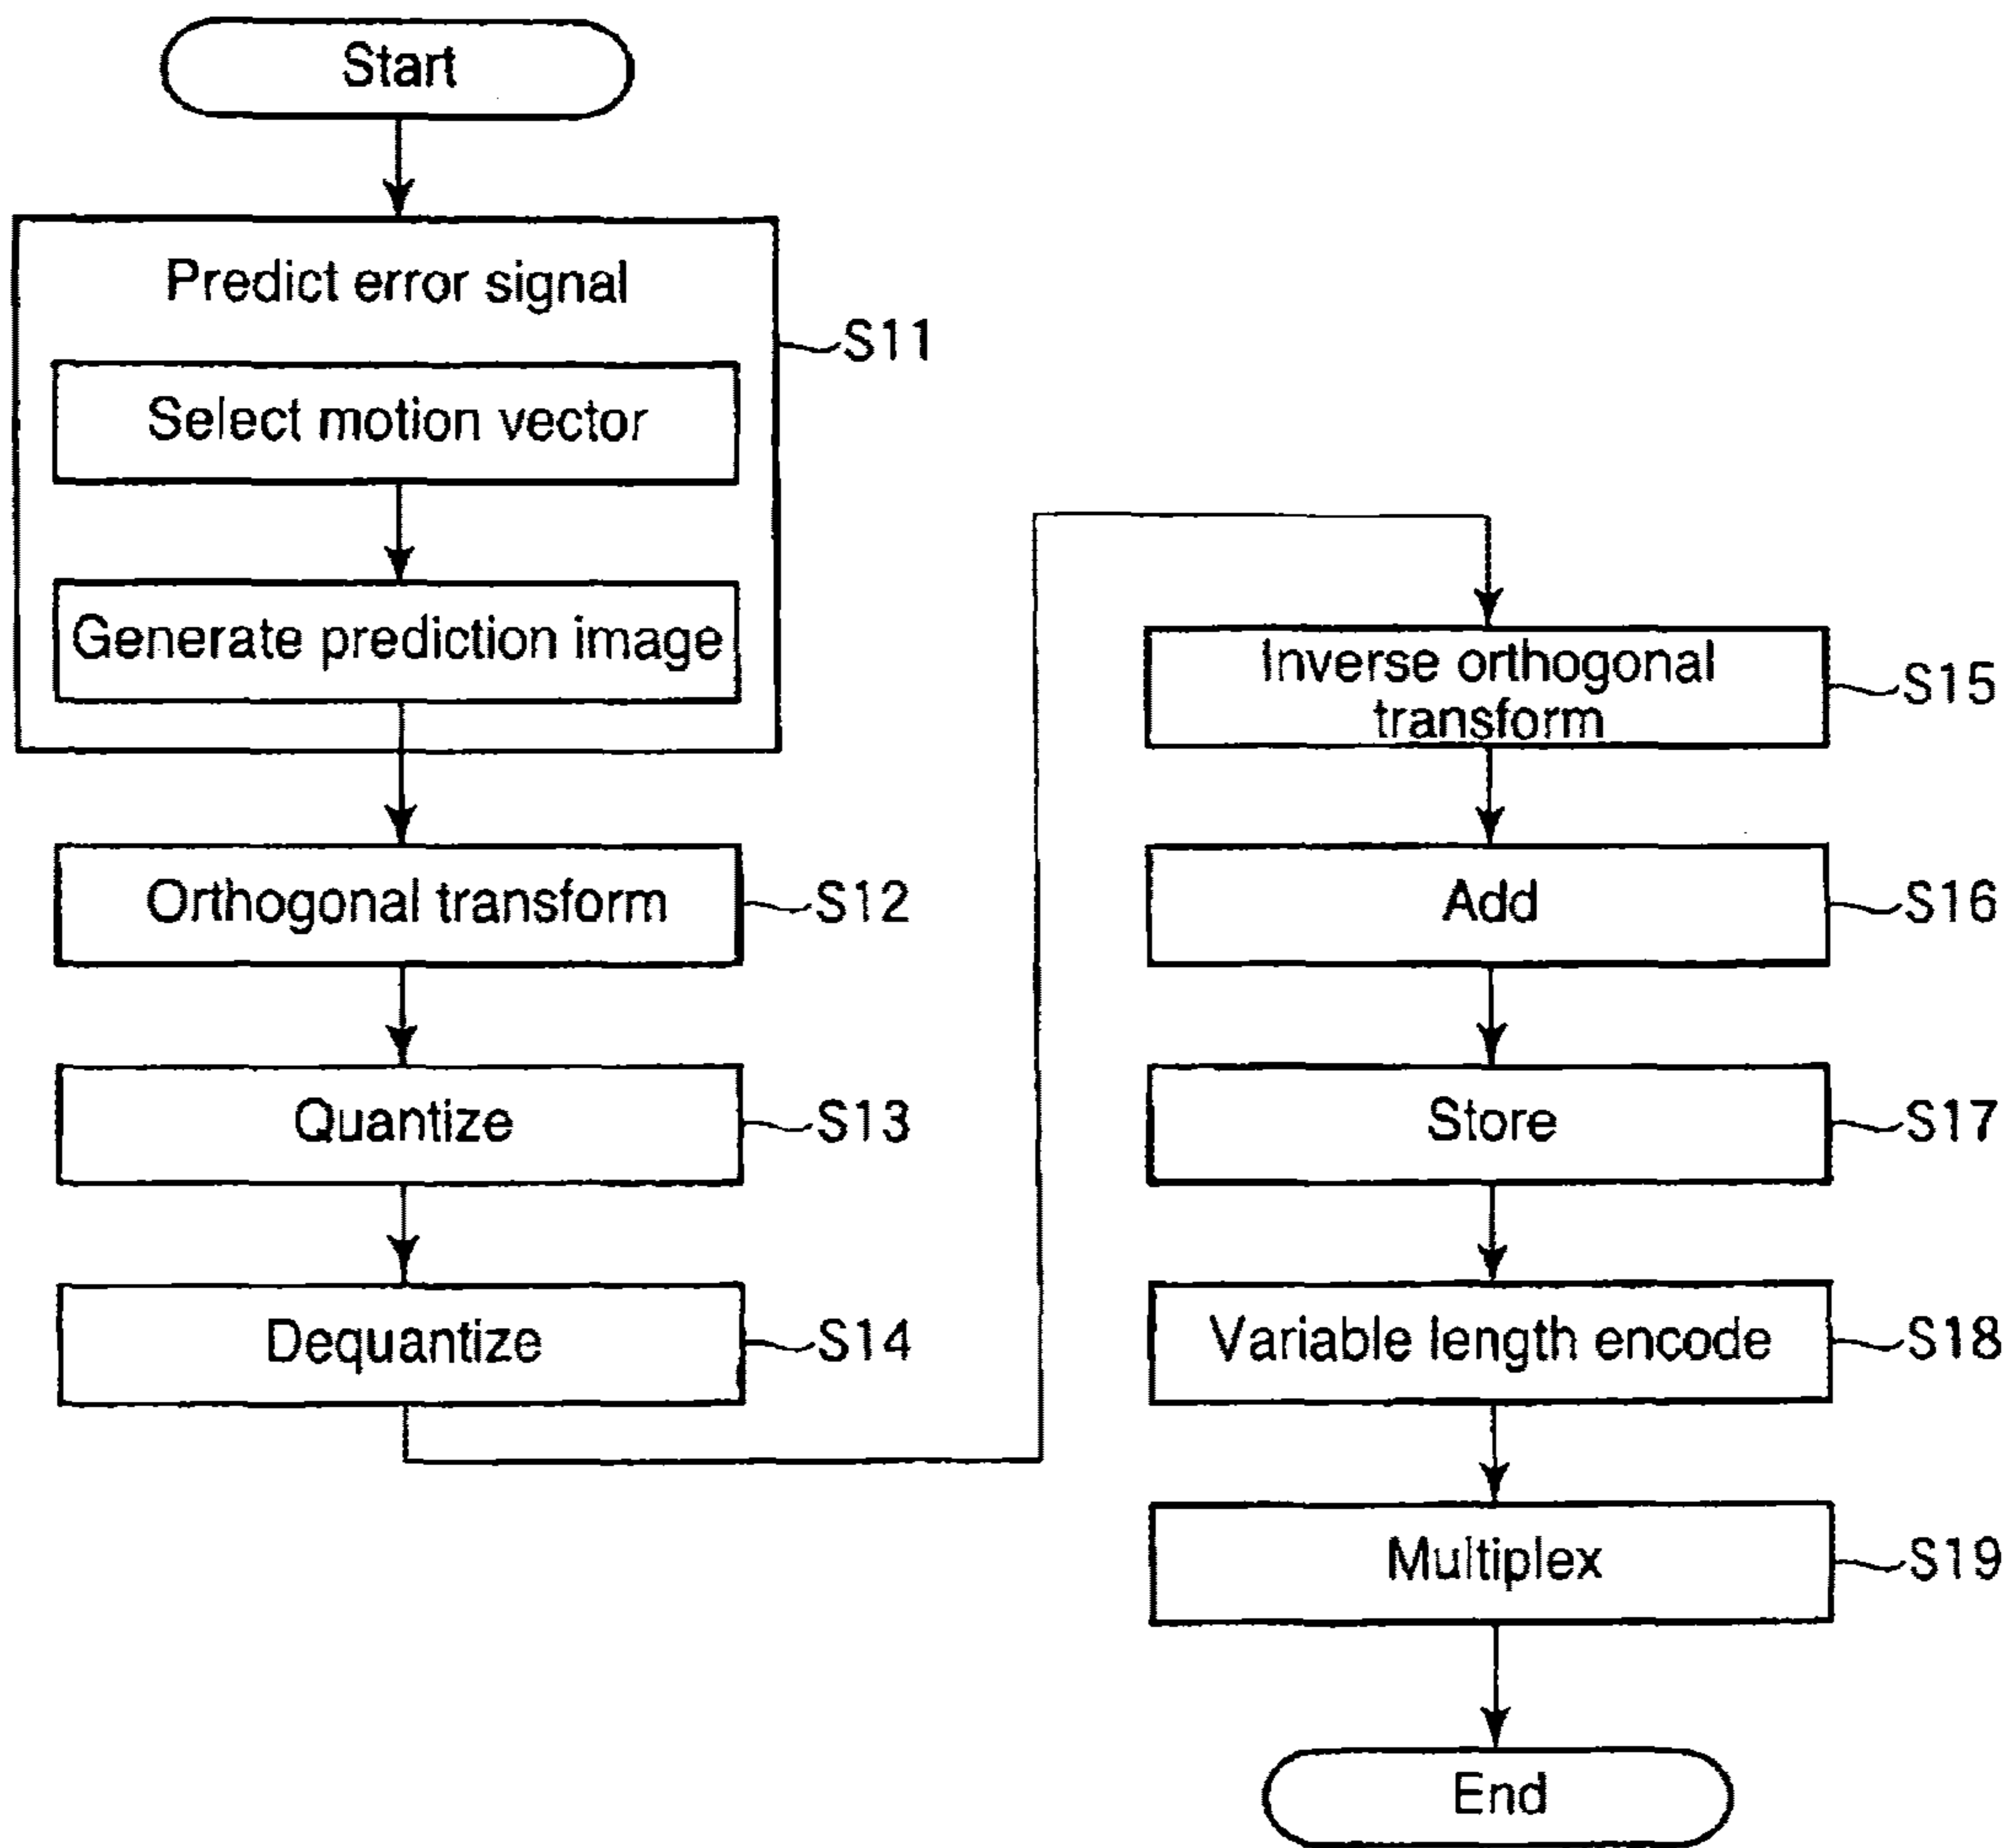 Start
Predict error signal
S11
Select motion vector
Generate prediction image
Orthogonal transform
S12
Quantize
S13
Dequantize
S14
Inverse orthogonal
transform
S15
Add
S16
Store
S17
Variable length encode
S18
Multiplex
S19
End